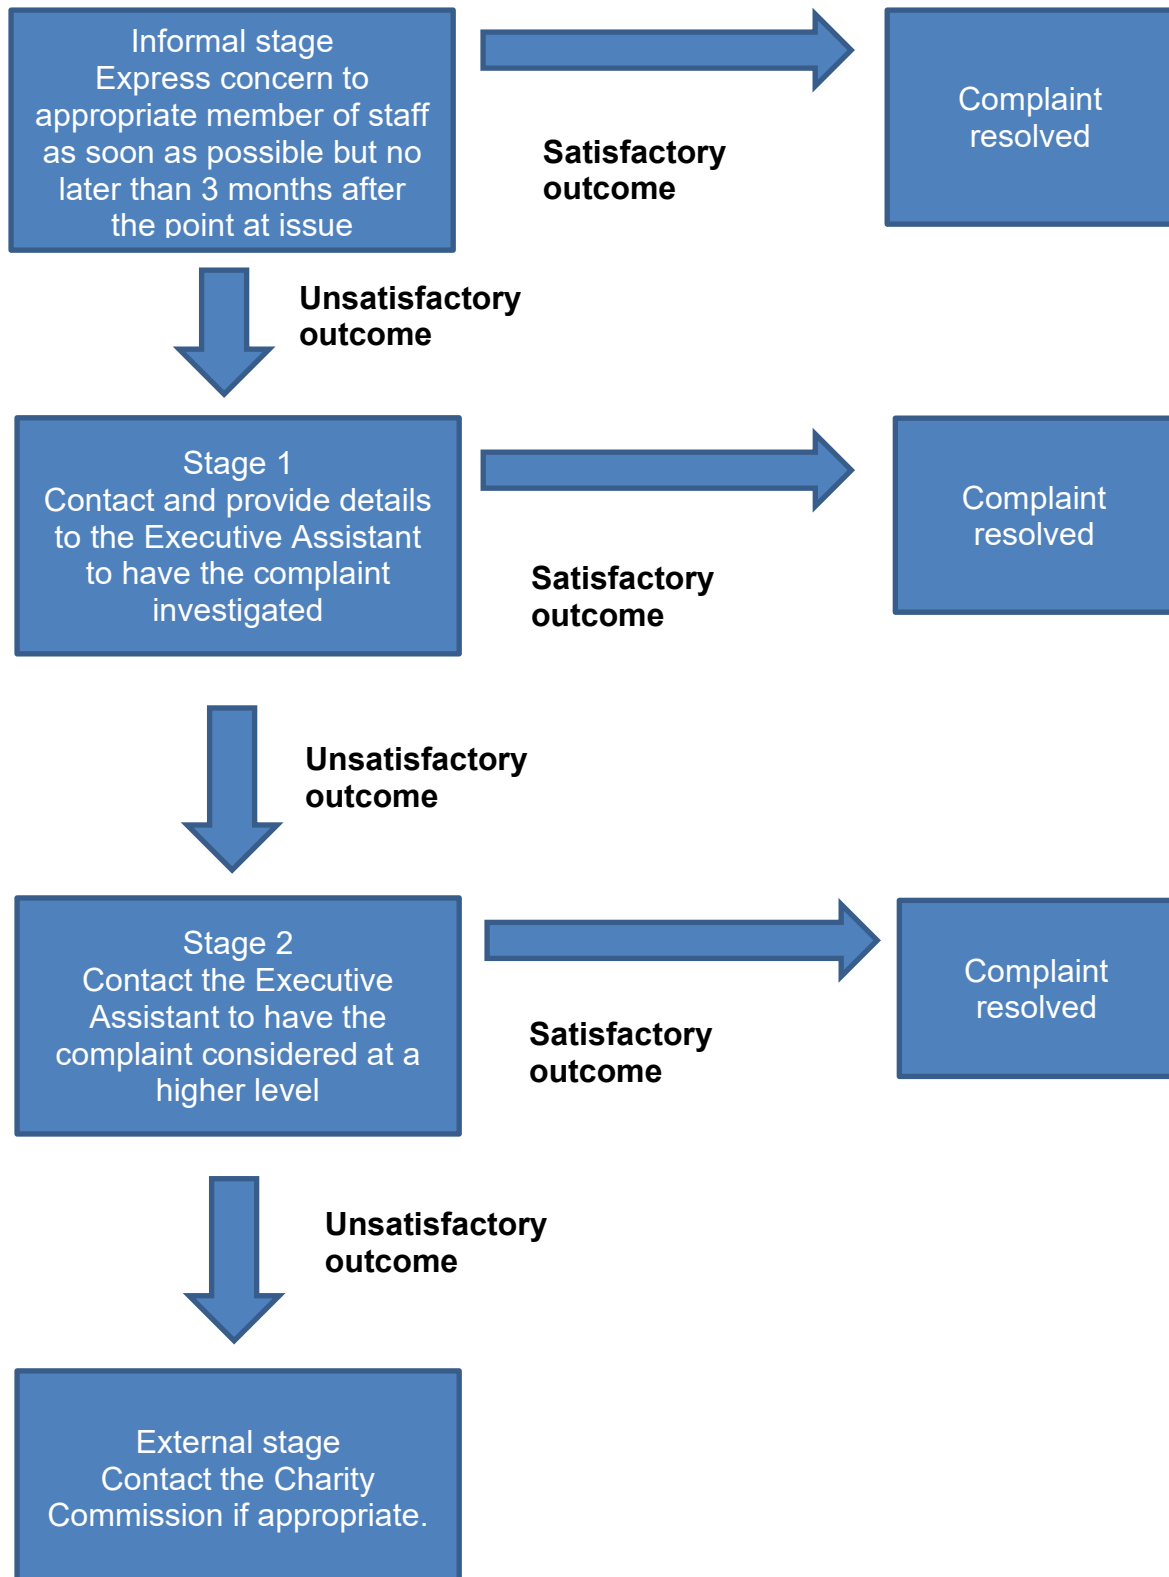 Informal stage
Express concern to
appropriate member of staff
as soon as possible but no
later than 3 months after
the point at issue
Satisfactory
outcome
Complaint
resolved
Unsatisfactory
outcome
Stage 1
Contact and provide details
to the Executive Assistant
to have the complaint
investigated
Satisfactory
outcome
Complaint
resolved
Unsatisfactory
outcome
Stage 2
Contact the Executive
Assistant to have the
complaint considered at a
higher level
Satisfactory
outcome
Complaint
resolved
Unsatisfactory
outcome
External stage
Contact the Charity
Commission if appropriate.